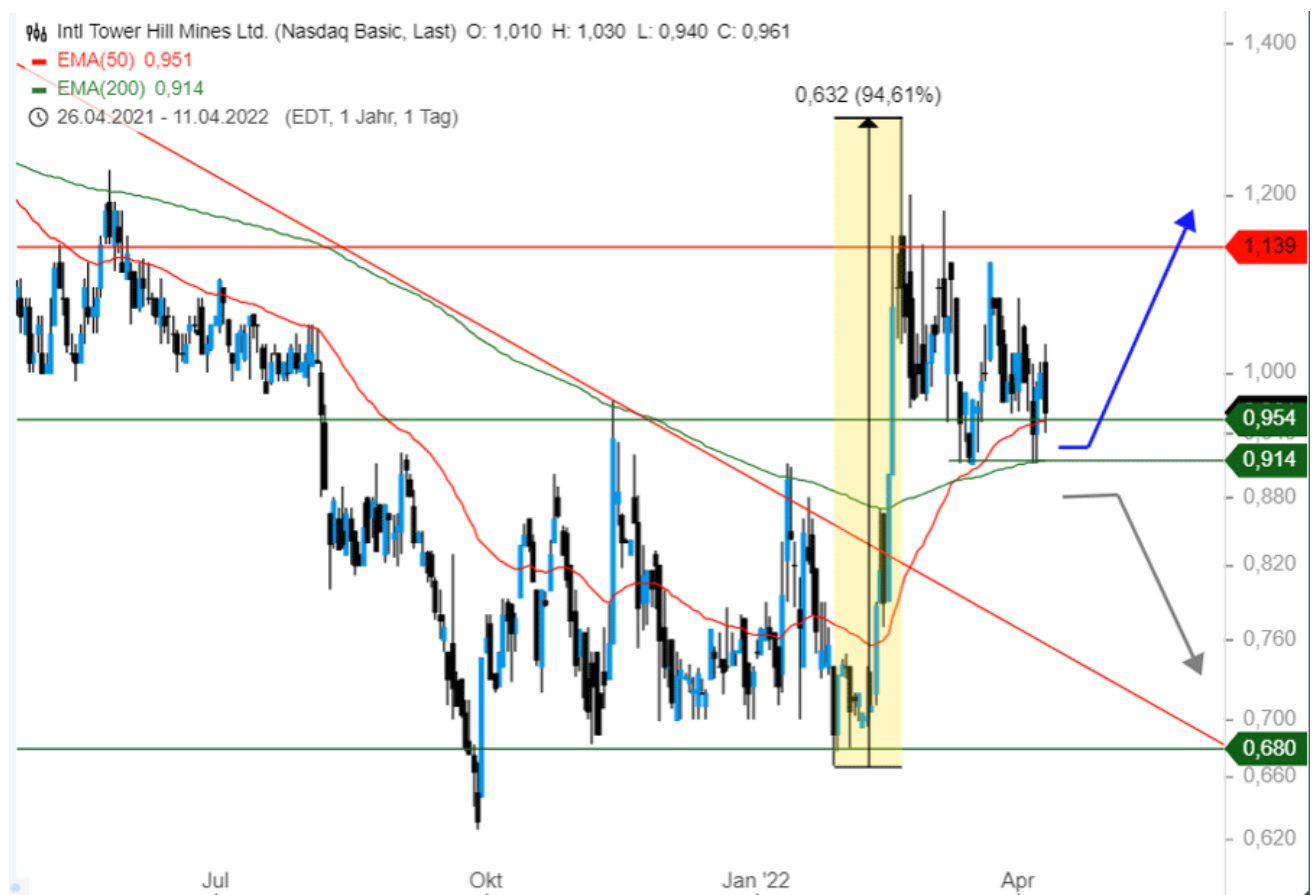 Intl Tower Hill Mines Ltd. (Nasdaq Basic, Last) O: 1,010 H: 1,030 L: 0,940 C: 0,961
EMA(50) 0,951
EMA(200) 0,914
26.04.2021 - 11.04.2022 (EDT, 1 Jahr, 1 Tag)
0,632 (94,61%)
1,400
1,200
1,139
1,000
0,954
0,914
0,880
0,820
0,760
0,700
0,680
0,660
0,620
Jul
Okt
Jan '22
Apr